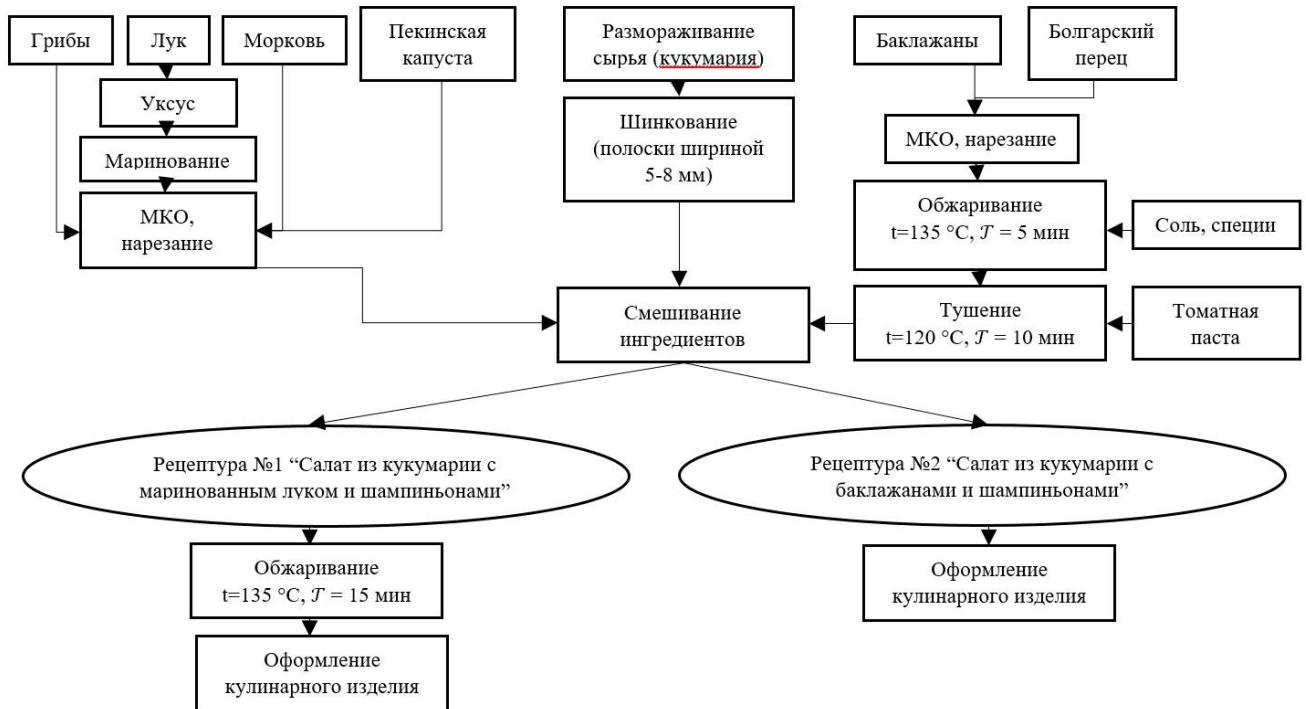 Грибы
Лук
Морковь
Пекинская
капуста
Размораживание
сырья (кукумария)
Баклажаны
Болгарский
перец
Уксус
Маринование
МКО,
нарезание
Шинкование
(полоски шириной
5-8 мм)
МКО, нарезание
Обжаривание
t=135 °C, 𝒯 = 5 мин
Соль, специи
Смешивание
ингредиентов
Тушение
t=120 °C, 𝒯 = 10 мин
Томатная
паста
Рецептура №1 “Салат из кукумарии с
маринованным луком и шампиньонами”
Рецептура №2 “Салат из кукумарии с
баклажанами и шампиньонами”
Обжаривание
t=135 °C, 𝒯 = 15 мин
Оформление
кулинарного изделия
Оформление
кулинарного изделия